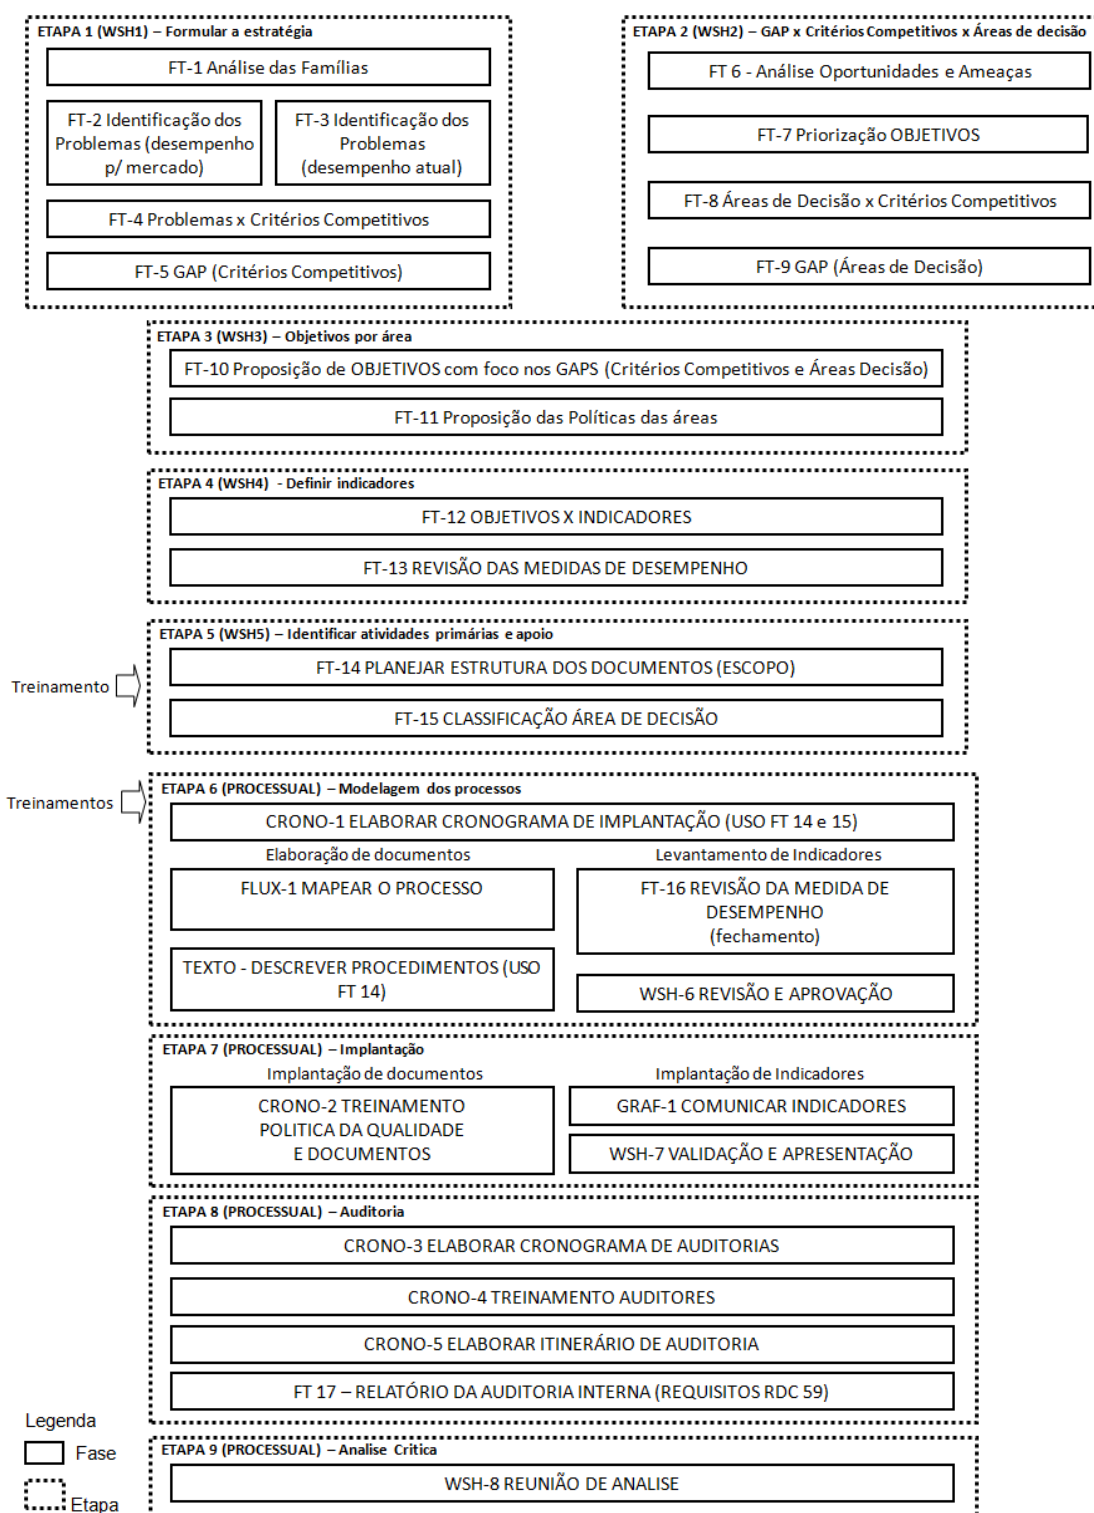 ETAPA 1 (WSH1) – Formular a estratégia
FT-1 Análise das Famílias
FT-2 Identificação dos
Problemas (desempenho
p/ mercado)
FT-3 Identificação dos
Problemas
(desempenho atual)
FT-4 Problemas x Critérios Competitivos
FT-5 GAP (Critérios Competitivos)
ETAPA 2 (WSH2) – GAP x Critérios Competitivos x Áreas de decisão
FT 6 - Análise Oportunidades e Ameaças
FT-7 Priorização OBJETIVOS
FT-8 Áreas de Decisão x Critérios Competitivos
FT-9 GAP (Áreas de Decisão)
ETAPA 3 (WSH3) – Objetivos por área
FT-10 Proposição de OBJETIVOS com foco nos GAPS (Critérios Competitivos e Áreas Decisão)
FT-11 Proposição das Políticas das áreas
ETAPA 4 (WSH4) - Definir indicadores
FT-12 OBJETIVOS X INDICADORES
FT-13 REVISÃO DAS MEDIDAS DE DESEMPENHO
ETAPA 5 (WSH5) – Identificar atividades primárias e apoio
FT-14 PLANEJAR ESTRUTURA DOS DOCUMENTOS (ESCOPO)
Treinamento
FT-15 CLASSIFICAÇÃO ÁREA DE DECISÃO
ETAPA 6 (PROCESSUAL) – Modelagem dos processos
Treinamentos
CRONO-1 ELABORAR CRONOGRAMA DE IMPLANTAÇÃO (USO FT 14 e 15)
Elaboração de documentos
FLUX-1 MAPEAR O PROCESSO
TEXTO - DESCREVER PROCEDIMENTOS (USO
FT 14)
Levantamento de Indicadores
FT-16 REVISÃO DA MEDIDA DE
DESEMPENHO
(fechamento)
WSH-6 REVISÃO E APROVAÇÃO
ETAPA 7 (PROCESSUAL) – Implantação
Implantação de documentos
CRONO-2 TREINAMENTO
POLITICA DA QUALIDADE
E DOCUMENTOS
Implantação de Indicadores
GRAF-1 COMUNICAR INDICADORES
WSH-7 VALIDAÇÃO E APRESENTAÇÃO
ETAPA 8 (PROCESSUAL) – Auditoria
CRONO-3 ELABORAR CRONOGRAMA DE AUDITORIAS
CRONO-4 TREINAMENTO AUDITORES
CRONO-5 ELABORAR ITINERÁRIO DE AUDITORIA
FT 17 – RELATÓRIO DA AUDITORIA INTERNA (REQUISITOS RDC 59)
ETAPA 9 (PROCESSUAL) – Analise Critica
WSH-8 REUNIÃO DE ANALISE
Legenda
Fase
Etapa